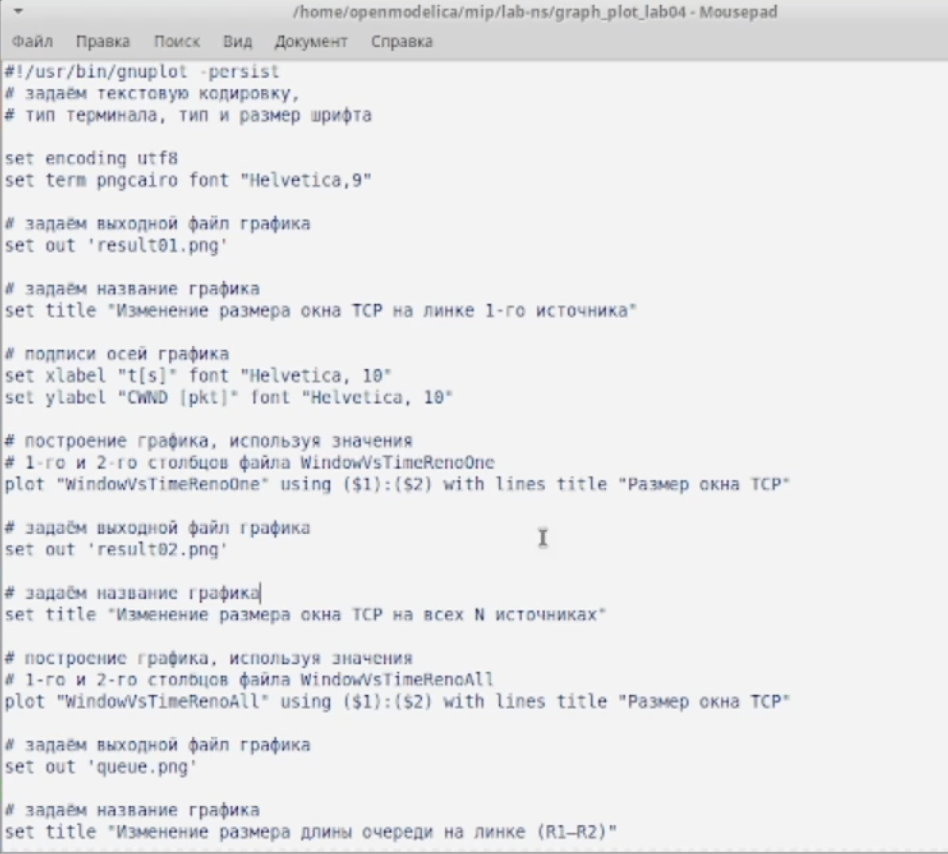 /home/openmodelica/mip/lab-ns/graph_plot_lab04 - Mousepad
Файл Правка Поиск Вид Документ Справка
#!/usr/bin/gnuplot -persist
# задаём текстовую кодировку,
# тип терминала, тип и размер шрифта
set encoding utf8
set term pngcairo font "Helvetica,9"
# задаём выходной файл графика
set out 'result01.png'
# задаём название графика
set title "Изменение размера окна TCP на линке 1-го источника"
# подписи осей графика
set xlabel "t[s]" font "Helvetica, 10"
set ylabel "CWND [pkt]" font "Helvetica, 10"
# построение графика, используя значения
# 1-го и 2-го столбцов файла WindowVsTimeRenoOne
plot "WindowVsTimeRenoOne" using ($1):($2) with lines title "Размер окна TCP"
# задаём выходной файл графика
set out 'result02.png'
# задаём название графика
set title "Изменение размера окна TCP на всех N источниках"
# построение графика, используя значения
# 1-го и 2-го столбцов файла WindowVsTimeRenoAll
plot "WindowVsTimeRenoAll" using ($1):($2) with lines title "Размер окна TCP"
# задаём выходной файл графика
set out 'queue.png'
# задаём название графика
set title "Изменение размера длины очереди на линке (R1–R2)"